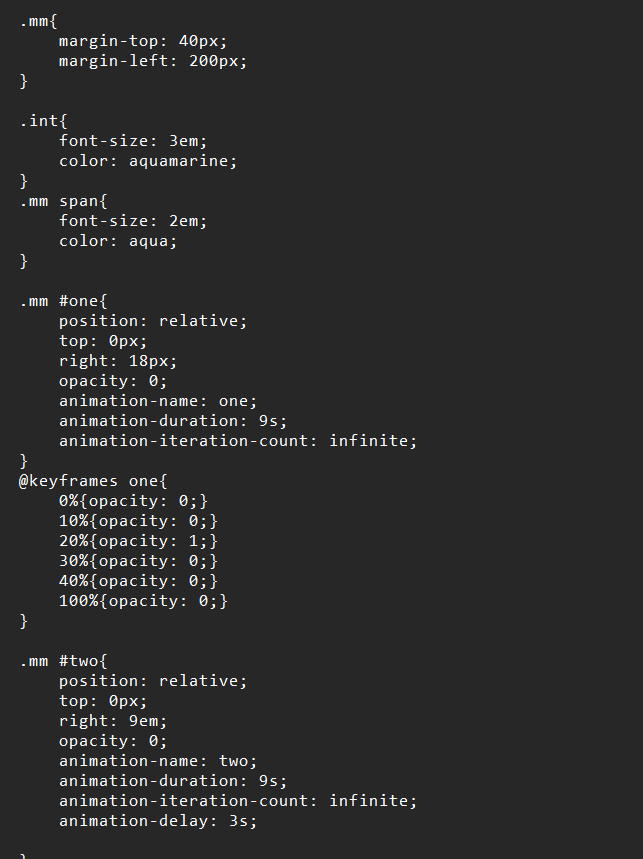 .mm{
    margin-top: 40px;
    margin-left: 200px;
}

.int{
    font-size: 3em;
    color: aquamarine;
}
.mm span{
    font-size: 2em;
    color: aqua;
}

.mm #one{
    position: relative;
    top: 0px;
    right: 18px;
    opacity: 0;
    animation-name: one;
    animation-duration: 9s;
    animation-iteration-count: infinite;
}
@keyframes one{
    0%{opacity: 0;}
    10%{opacity: 0;}
    20%{opacity: 1;}
    30%{opacity: 0;}
    40%{opacity: 0;}
    100%{opacity: 0;}
}

.mm #two{
    position: relative;
    top: 0px;
    right: 9em;
    opacity: 0;
    animation-name: two;
    animation-duration: 9s;
    animation-iteration-count: infinite;
    animation-delay: 3s;

}